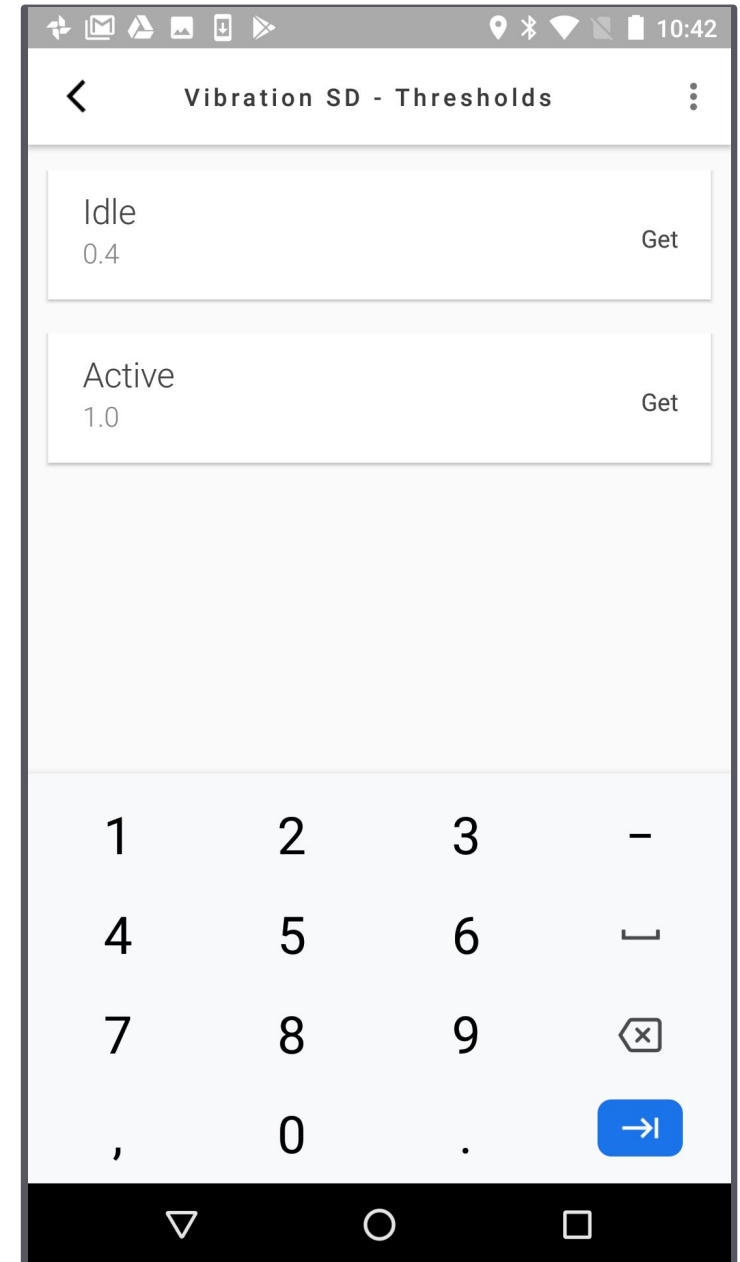 10:42
Vibration SD - Thresholds
Idle
0.4
Get
Active
1.0
Get
1 2 3 -
4 5 6
7 8 9
, 0 .